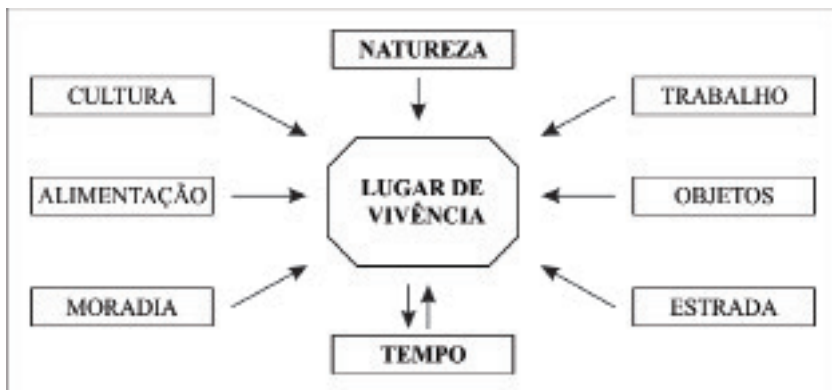 NATUREZA
CULTURA
TRABALHO
ALIMENTAÇÃO
LUGAR DE
VIVÊNCIA
OBJETOS
MORADIA
ESTRADA
TEMPO